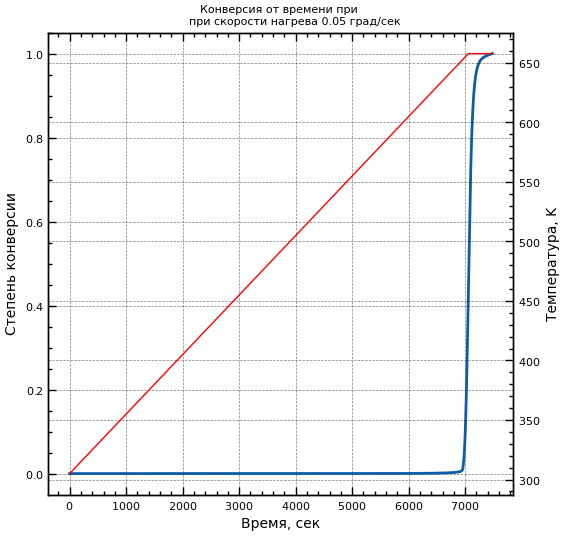 Конверсия от времени при
при скорости нагрева 0.05 град/сек
1.0
0.8
0.6
0.4
0.2
0.0
Степень конверсии
650
600
550
500
450
400
350
300
Температура, K
0 1000 2000 3000 4000 5000 6000 7000
Время, сек